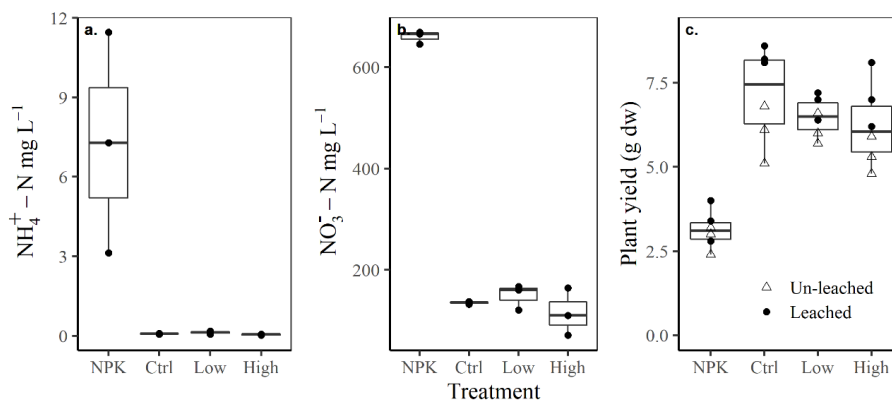 a.
NH₄⁺ – N mg L⁻¹
12
9
6
3
0
NPK Ctrl Low High
b.
NO₃⁻ – N mg L⁻¹
600
400
200
NPK Ctrl Low High
Treatment
c.
Plant yield (g dw)
7.5
5.0
2.5
0.0
Un-leached
Leached
NPK Ctrl Low High